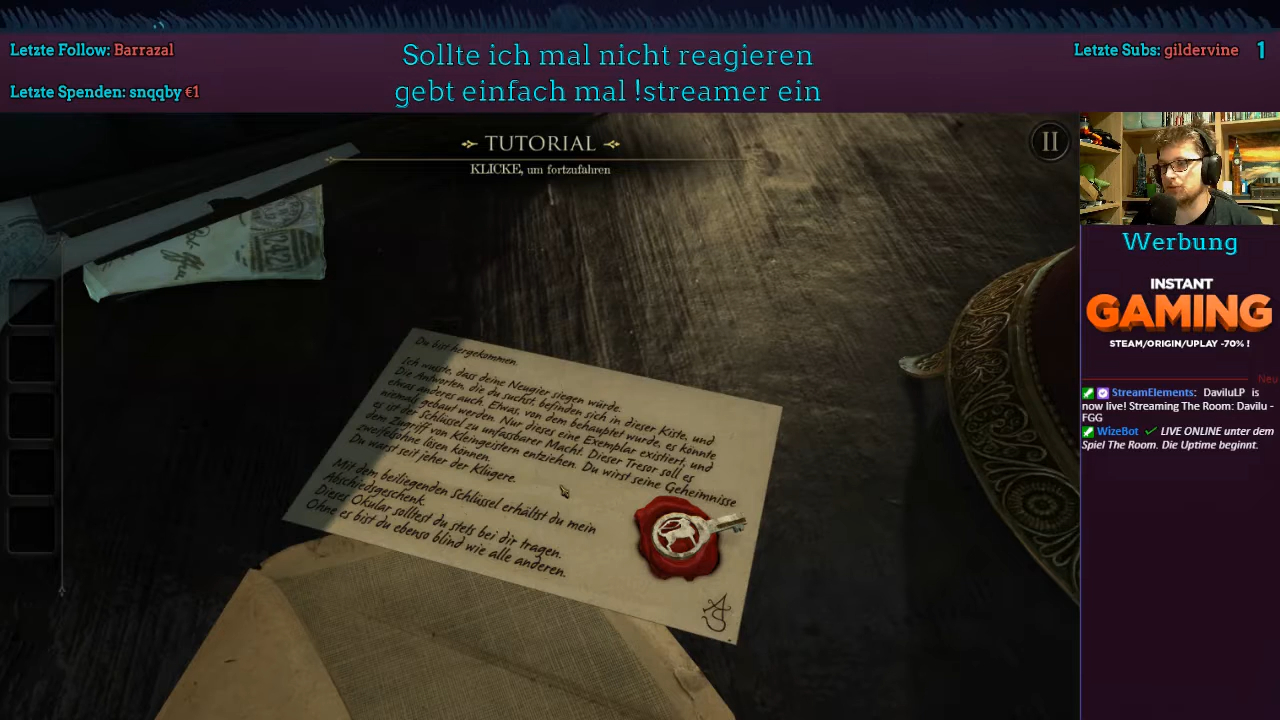 Letzte Follow: Barrazal
Letzte Spenden: snqqby €1
Sollte ich mal nicht reagieren
gebt einfach mal !streamer ein
Letzte Subs: gildervine 1
TUTORIAL
KLICKE, um fortzufahren
Du bist hergekommen.
Ich wusste, dass deine Neugier siegen würde.
Die Antworten, die du suchst, befinden sich in dieser Kiste, und
etwas anderes auch. Etwas, von dem behauptet wurde, es könnte
niemals gebaut werden. Nur dieses eine Exemplar existiert, und
es ist der Schlüssel zu unfassbarer Macht. Dieser Tresor soll es
dem Zugriff von Kleingeistern entziehen. Du wirst seine Geheimnisse
zweifelsohne lösen können.
Du warst seit jeher der Klügere.
Mit dem beiliegenden Schlüssel erhältst du mein
Abschiedsgeschenk.
Dieses Okular solltest du stets bei dir tragen.
Ohne es bist du ebenso blind wie alle anderen.
Werbung
INSTANT
GAMING
STEAM/ORIGIN/UPLAY -70% !
Neu
StreamElements: DaviluLP is
now live! Streaming The Room: Davilu -
FGG
WizeBot LIVE ONLINE unter dem
Spiel The Room. Die Uptime beginnt.